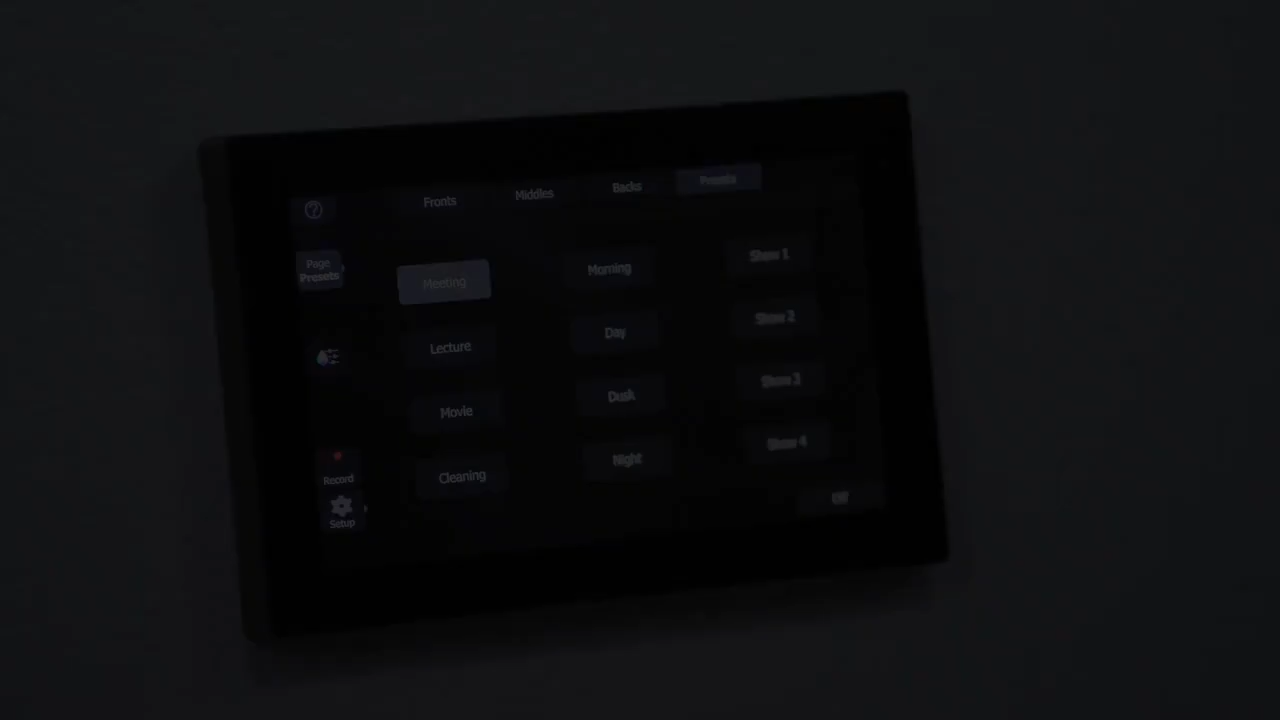 Fronts Middles Backs Presets
Page
Presets
Meeting Morning Show 1
Lecture Day Show 2
Movie Dusk Show 3
Cleaning Night Show 4
Record
Setup
Off